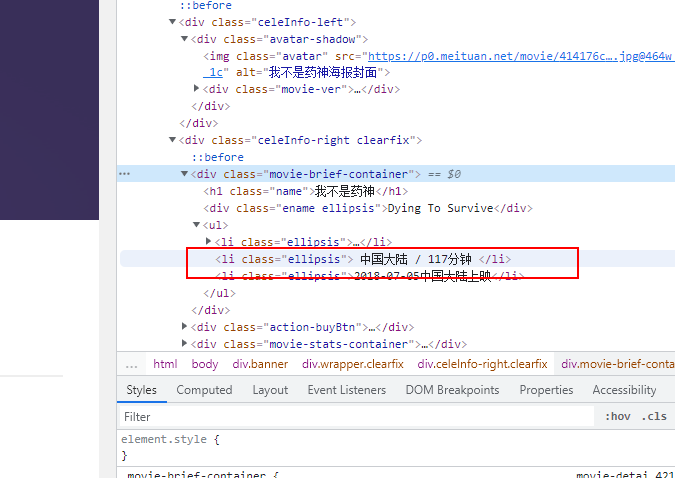 ::before
▼<div class="celeInfo-left">
▼<div class="avatar-shadow">
<img class="avatar" src="https://p0.meituan.net/movie/414176c….jpg@464w_
_1c" alt="我不是药神海报封面">
▶<div class="movie-ver">…</div>
</div>
</div>
▼<div class="celeInfo-right clearfix">
::before
… ▼<div class="movie-brief-container"> == $0
<h1 class="name">我不是药神</h1>
<div class="ename ellipsis">Dying To Survive</div>
▼<ul>
▶<li class="ellipsis">…</li>
<li class="ellipsis"> 中国大陆 / 117分钟 </li>
<li class="ellipsis">2018-07-05中国大陆上映</li>
</ul>
</div>
▶<div class="action-buyBtn">…</div>
▶<div class="movie-stats-container">…</div>
… html body div.banner div.wrapper.clearfix div.celeInfo-right.clearfix div.movie-brief-conta
Styles Computed Layout Event Listeners DOM Breakpoints Properties Accessibility
Filter :hov .cls
element.style {
}
.movie-brief-container { movie-detai…421